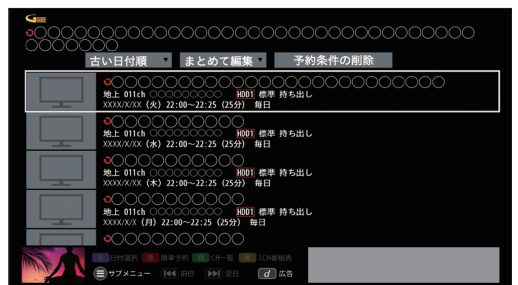 G GUIDE
○○○○○○○○○○○○○○○○○○○○○○○○○○○○○○○○○○
○○○○○○○
古い日付順▼ まとめて編集▼ 予約条件の削除
○○○○○○○○○○○○○○○○○○○○○○○○○
地上 011ch ○○○○○○○○○ HDD1 標準 持ち出し
XXXX/X/XX (火) 22:00～22:25 (25分) 毎日
○○○○○○○○○○
地上 011ch ○○○○○○○○○ HDD1 標準 持ち出し
XXXX/X/XX (水) 22:00～22:25 (25分) 毎日
○○○○○○○○○○
地上 011ch ○○○○○○○○○ HDD1 標準 持ち出し
XXXX/X/XX (木) 22:00～22:25 (25分) 毎日
○○○○○○○○○○
地上 011ch ○○○○○○○○○ HDD1 標準 持ち出し
XXXX/X/X (月) 22:00～22:25 (25分) 毎日
○○○○○○○○○○
青 日付選択 赤 簡単予約 緑 CH一覧 黄 1CH番組表
サブメニュー 前日 翌日 d 広告